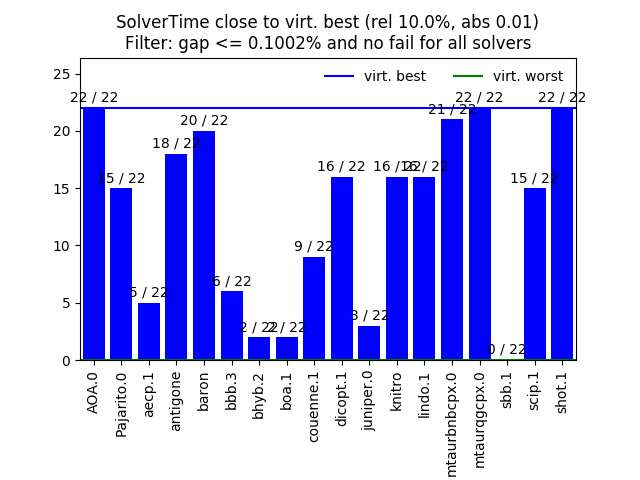 SolverTime close to virt. best (rel 10.0%, abs 0.01)
Filter: gap <= 0.1002% and no fail for all solvers
virt. best
virt. worst
25
20
15
10
5
0
22 / 22
15 / 22
5 / 22
18 / 22
20 / 22
6 / 22
2 / 22
2 / 22
9 / 22
16 / 22
3 / 22
16 / 22
16 / 22
21 / 22
22 / 22
0 / 22
15 / 22
22 / 22
AOA.0
Pajarito.0
aecp.1
antigone
baron
bbb.3
bhyb.2
boa.1
couenne.1
dicopt.1
juniper.0
knitro
lindo.1
mtaurbnbcpx.0
mtaurqgcpx.0
sbb.1
scip.1
shot.1